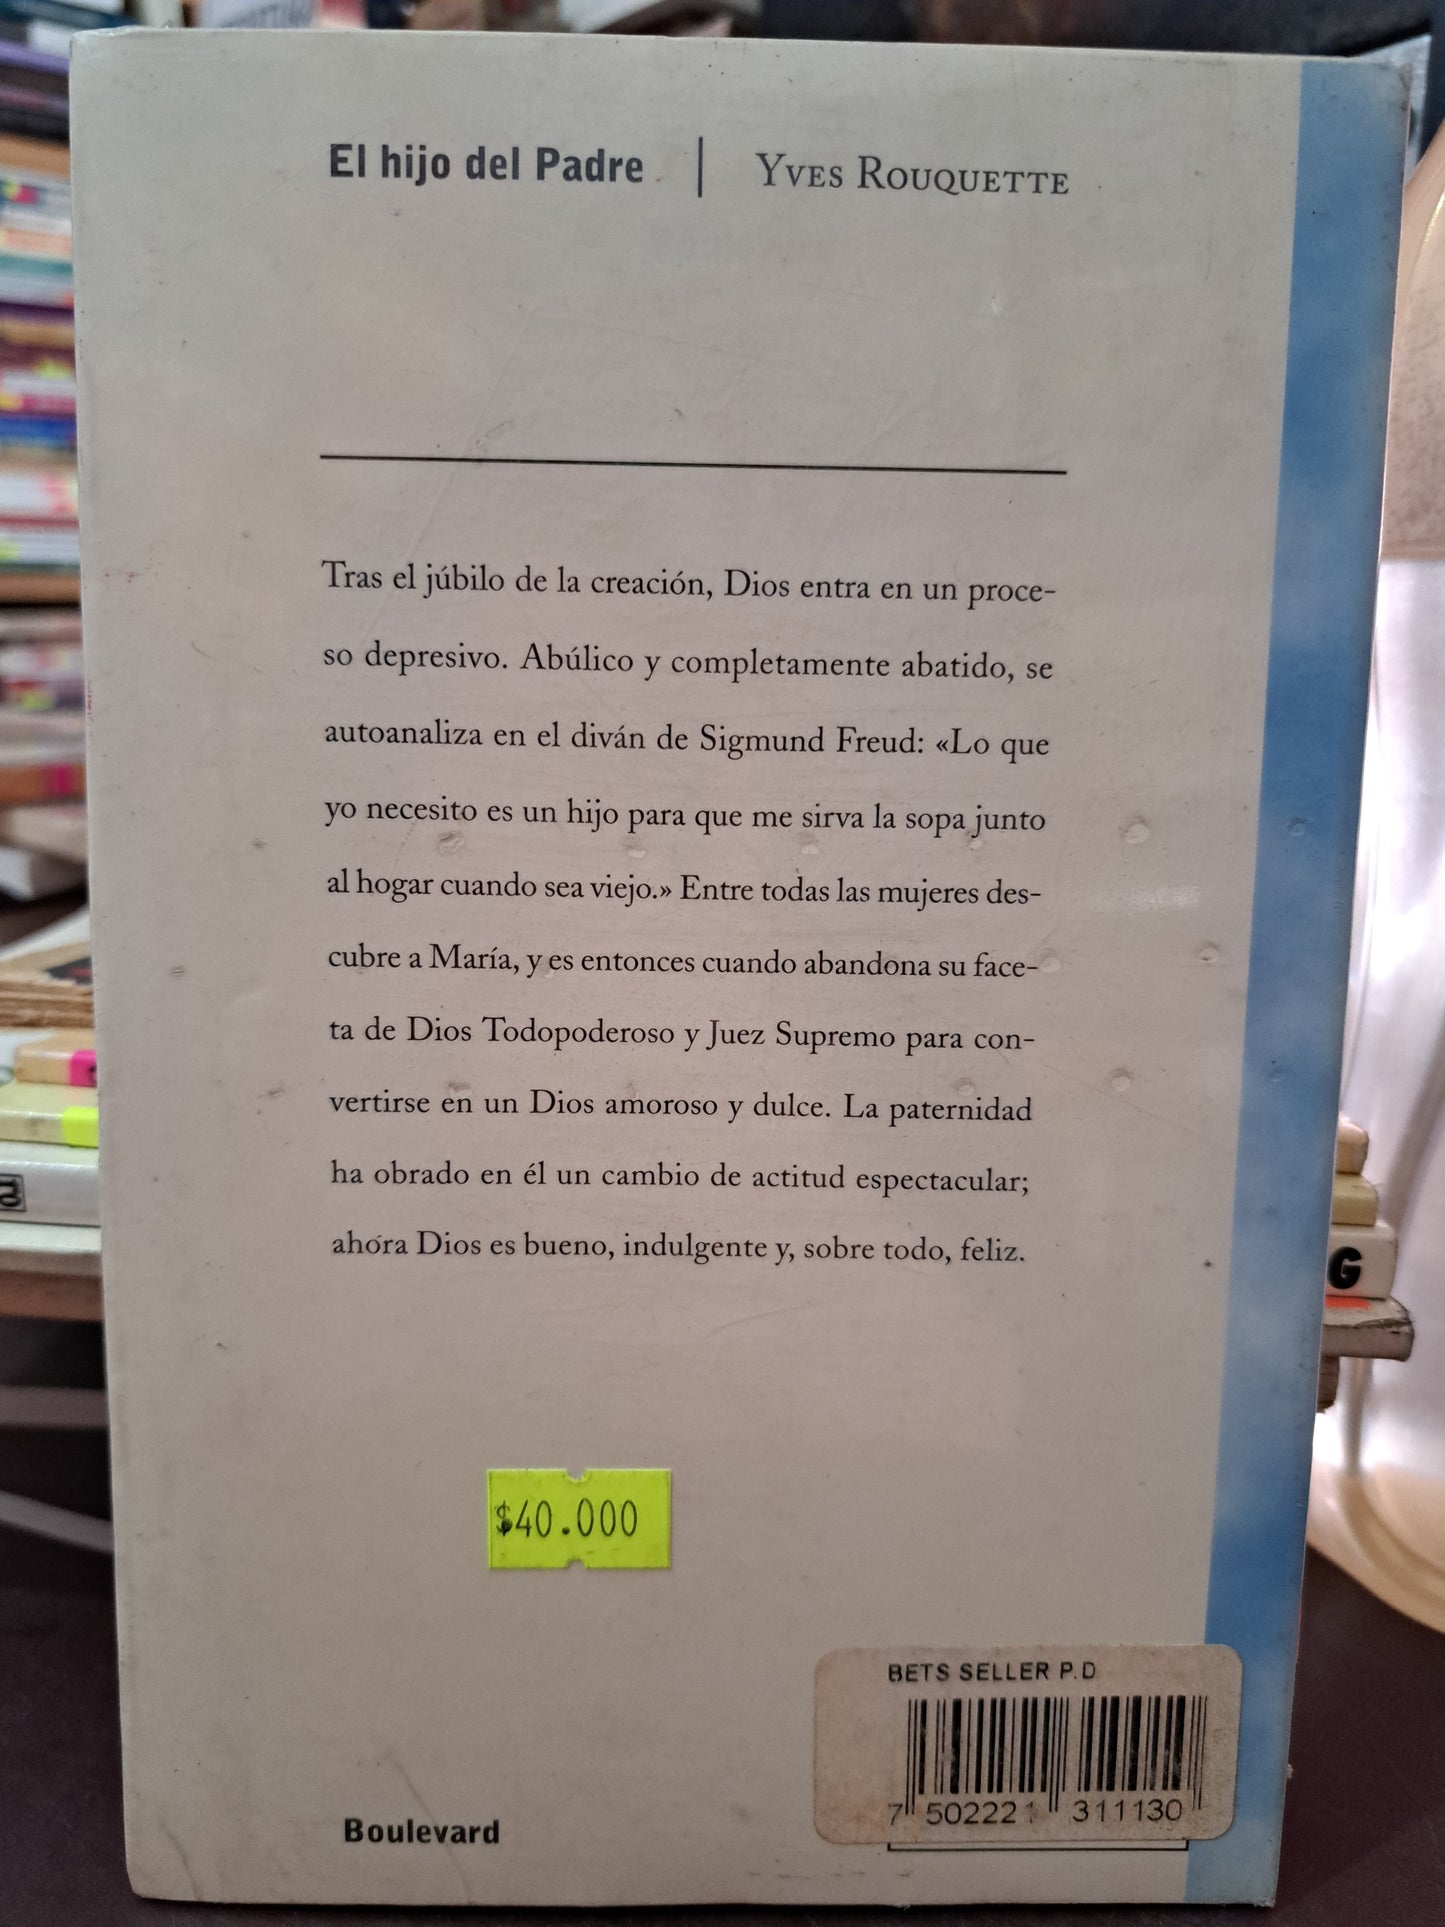 El hijo del Padre | Yves Rouquette
Tras el júbilo de la creación, Dios entra en un proce-
so depresivo. Abúlico y completamente abatido, se
autoanaliza en el diván de Sigmund Freud: «Lo que
yo necesito es un hijo para que me sirva la sopa junto
al hogar cuando sea viejo.» Entre todas las mujeres des-
cubre a María, y es entonces cuando abandona su face-
ta de Dios Todopoderoso y Juez Supremo para con-
vertirse en un Dios amoroso y dulce. La paternidad
ha obrado en él un cambio de actitud espectacular;
ahora Dios es bueno, indulgente y, sobre todo, feliz.
$40.000
BETS SELLER P.D
7 502221 311130
Boulevard
G